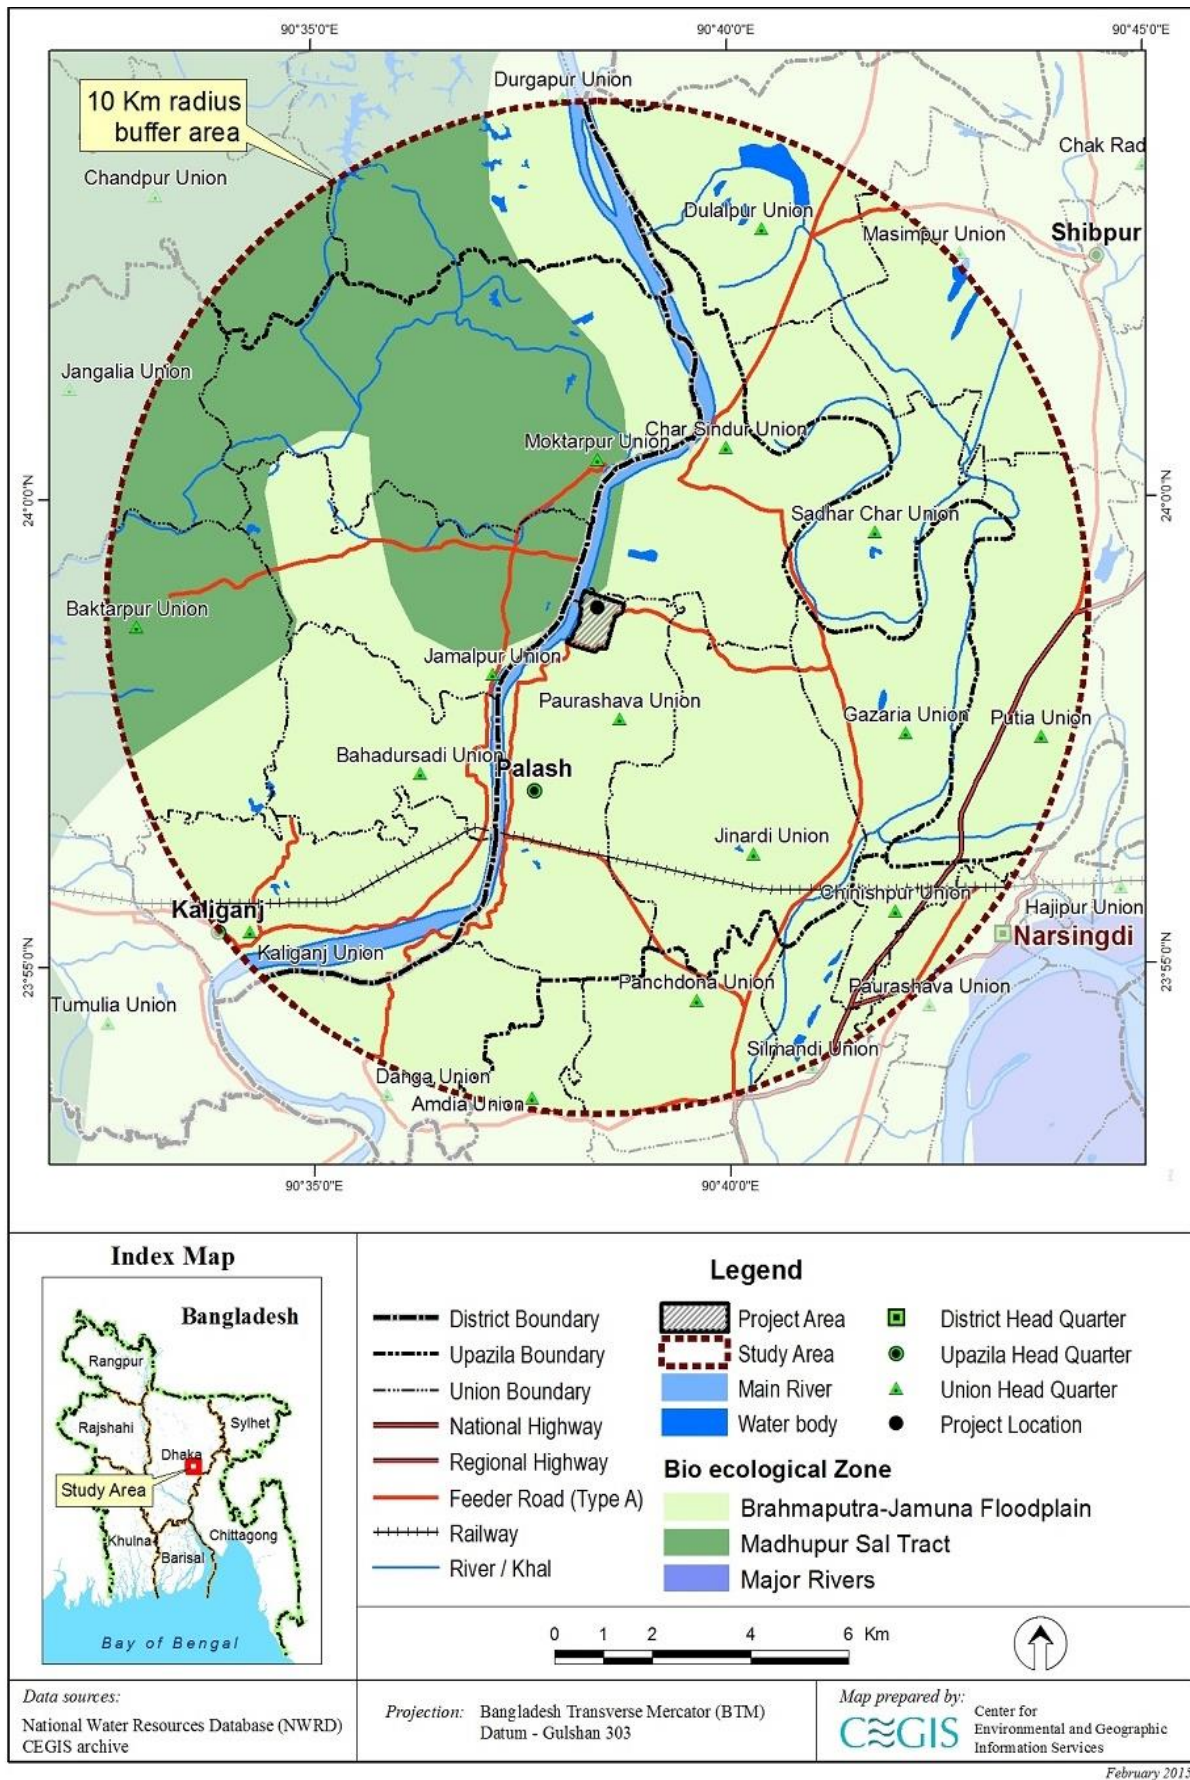 90°35'0"E
90°40'0"E
90°45'0"E
Durgapur Union
10 Km radius
buffer area
Chak Rad
Chandpur Union
Dulalpur Union
Masimpur Union
Shibpur
Jangalia Union
Moktarpur Union
Char Sindur Union
24°0'0"N
24°0'0"N
Sadhar Char Union
Baktarpur Union
Jamalpur Union
Paurashava Union
Gazaria Union
Putia Union
Bahadursadi Union
Palash
Jinardi Union
Chinishpur Union
Kaliganj
Hajipur Union
Narsingdi
Kaliganj Union
23°55'0"N
23°55'0"N
Panchdona Union
Paurashava Union
Tumulia Union
Silmandi Union
Danga Union
Amdia Union
90°35'0"E
90°40'0"E
Index Map
Bangladesh
Rangpur
Rajshahi
Sylhet
Dhaka
Study Area
Khulna
Chittagong
Barisal
Bay of Bengal
Legend
District Boundary
Upazila Boundary
Union Boundary
National Highway
Regional Highway
Feeder Road (Type A)
Railway
River / Khal
Project Area
Study Area
Main River
Water body
District Head Quarter
Upazila Head Quarter
Union Head Quarter
Project Location
Bio ecological Zone
Brahmaputra-Jamuna Floodplain
Madhupur Sal Tract
Major Rivers
0 1 2 4 6 Km
Data sources:
National Water Resources Database (NWRD)
CEGIS archive
Projection: Bangladesh Transverse Mercator (BTM)
Datum - Gulshan 303
Map prepared by:
CEGIS
Center for
Environmental and Geographic
Information Services
February 2015